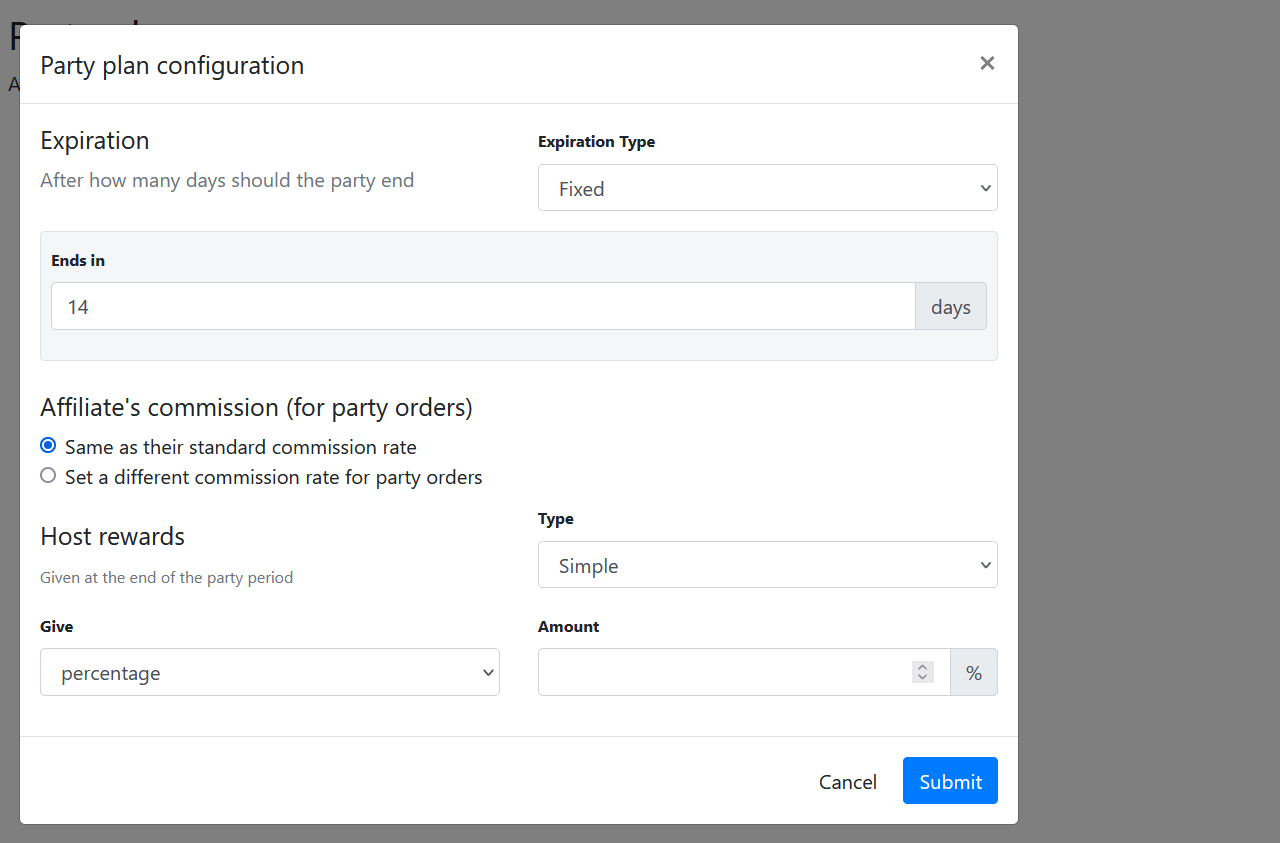 Party plan configuration
×
Expiration
After how many days should the party end
Expiration Type
Fixed
Ends in
14
days
Affiliate's commission (for party orders)
Same as their standard commission rate
Set a different commission rate for party orders
Host rewards
Given at the end of the party period
Type
Simple
Give
percentage
Amount
%
Cancel
Submit